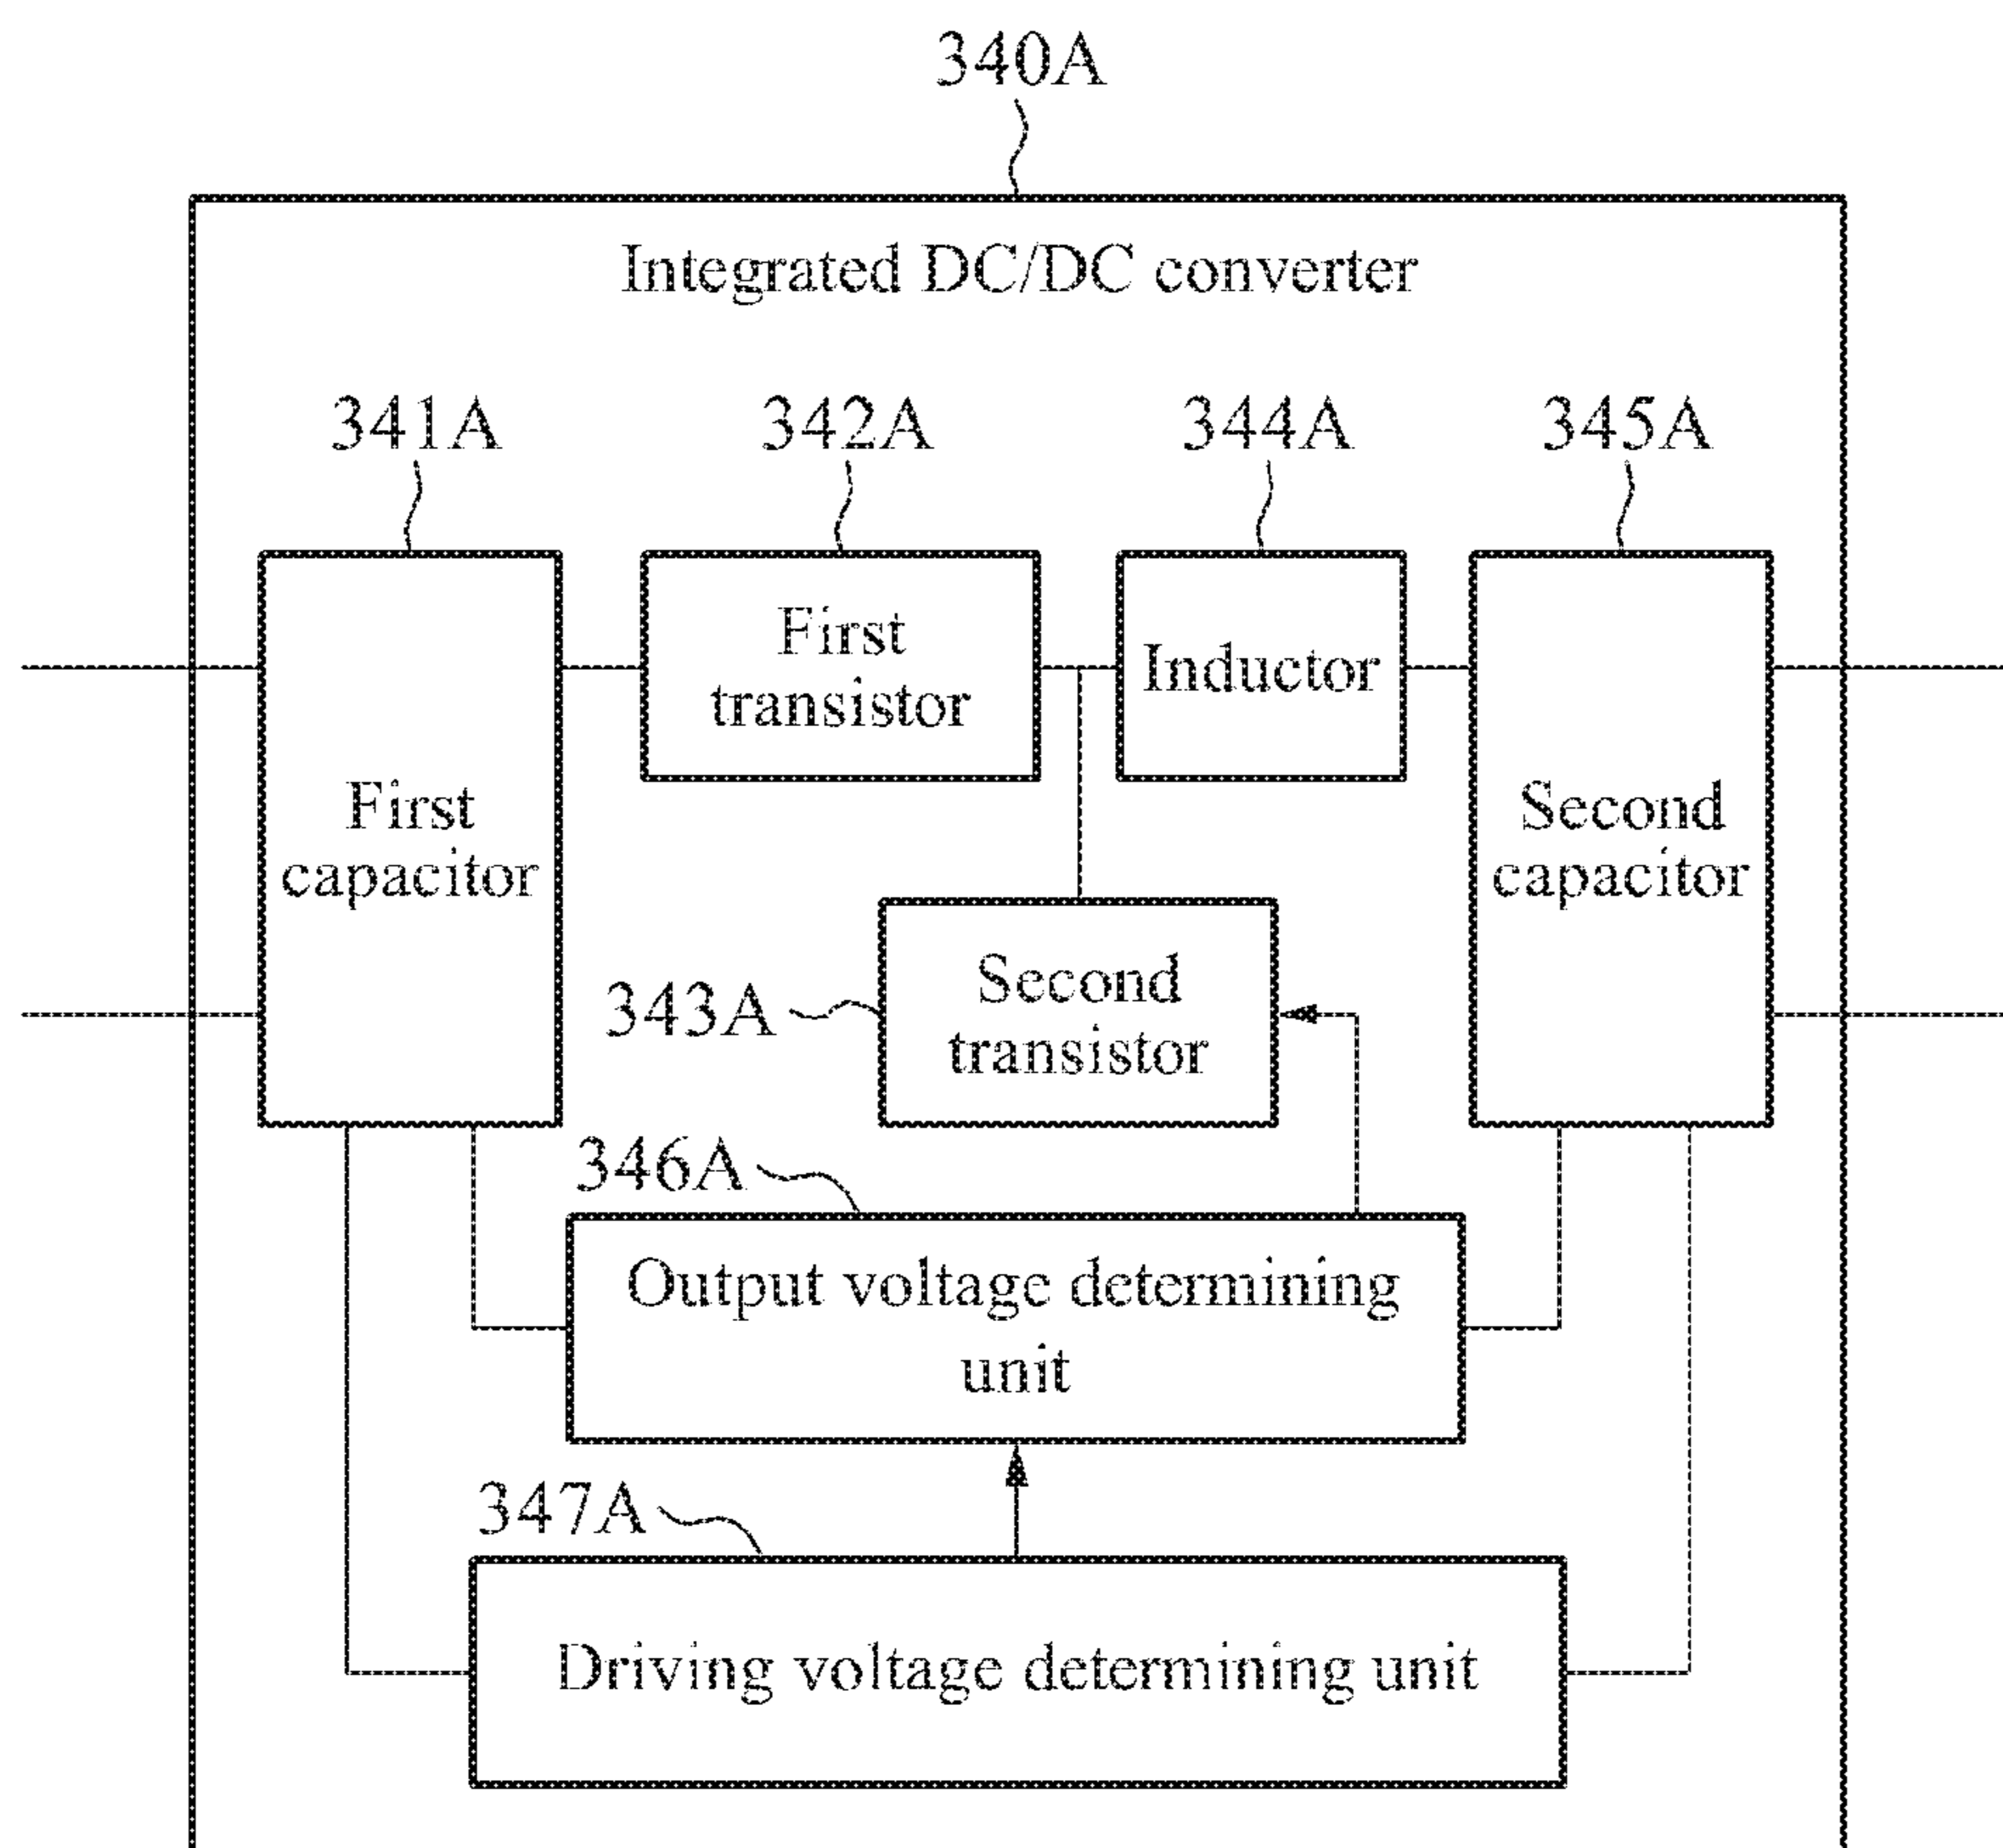 340A
Integrated DC/DC converter
341A
342A
344A
345A
First
transistor
Inductor
First
capacitor
Second
capacitor
343A
Second
transistor
346A
Output voltage determining
unit
347A
Driving voltage determining unit